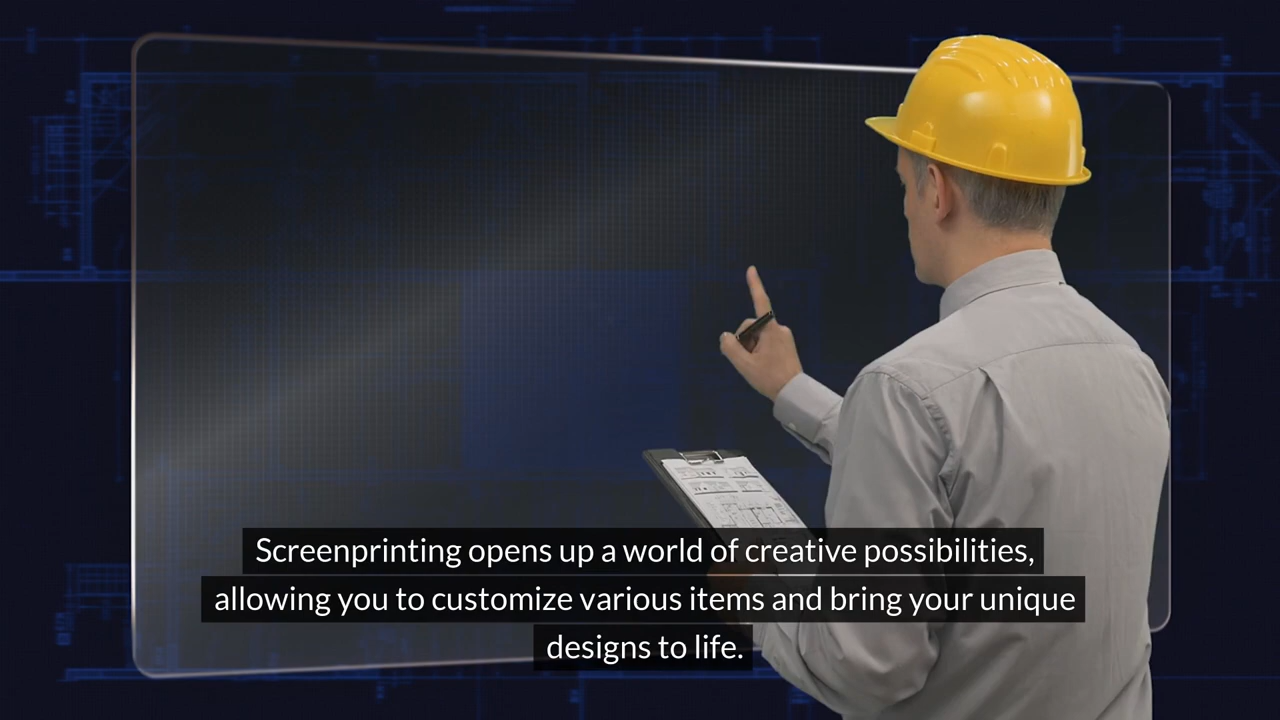 Screenprinting opens up a world of creative possibilities,
allowing you to customize various items and bring your unique
designs to life.